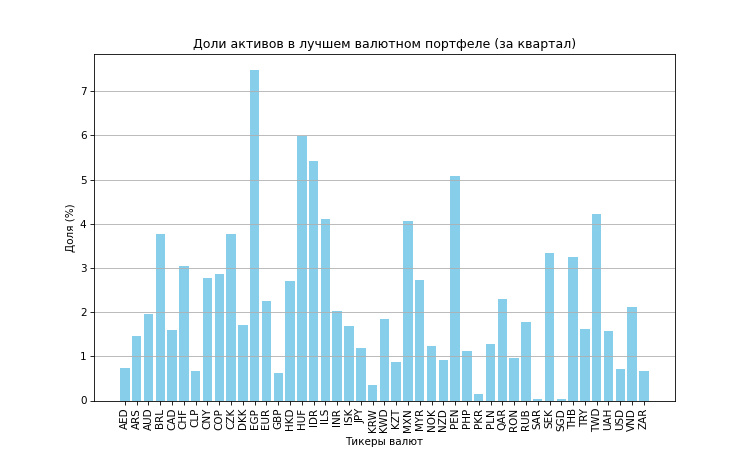 Доли активов в лучшем валютном портфеле (за квартал)
Доля (%)
7
6
5
4
3
2
1
0
AED ARS AUD BRL CAD CHF CLP CNY COP CZK DKK EGP EUR GBP HKD HUF IDR ILS INR ISK JPY KRW KWD KZT MXN MYR NOK NZD PEN PHP PKR PLN QAR RON RUB SAR SEK SGD THB TRY TWD UAH USD VND ZAR
Тикеры валют